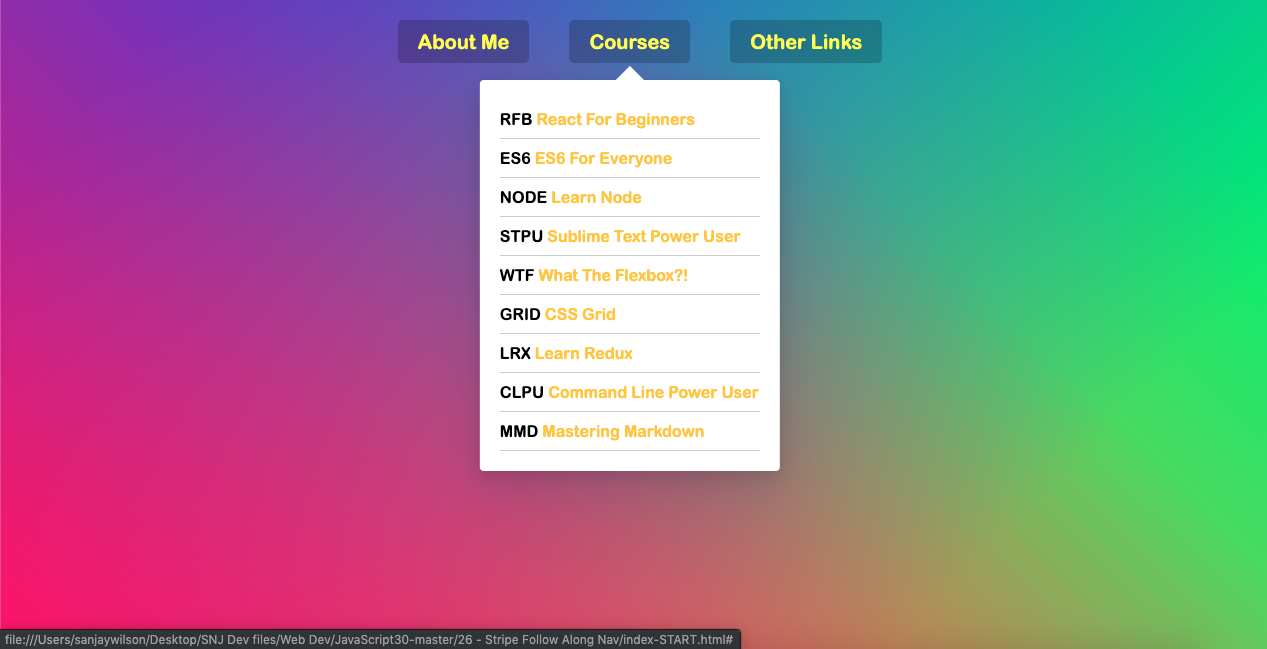 About Me Courses Other Links
RFB React For Beginners
ES6 ES6 For Everyone
NODE Learn Node
STPU Sublime Text Power User
WTF What The Flexbox?!
GRID CSS Grid
LRX Learn Redux
CLPU Command Line Power User
MMD Mastering Markdown
file:///Users/sanjaywilson/Desktop/SNJ Dev files/Web Dev/JavaScript30-master/26 - Stripe Follow Along Nav/index-START.html#